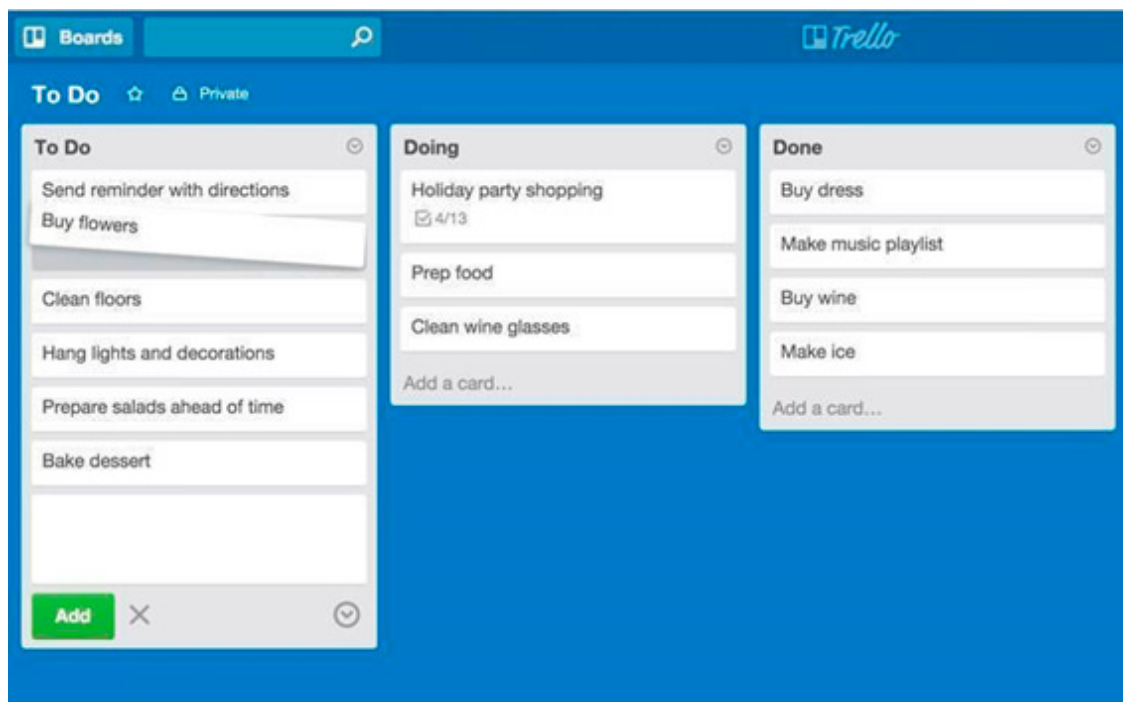 Boards
Trello
To Do Private
To Do
Send reminder with directions
Buy flowers
Clean floors
Hang lights and decorations
Prepare salads ahead of time
Bake dessert
Add
Doing
Holiday party shopping
4/13
Prep food
Clean wine glasses
Add a card...
Done
Buy dress
Make music playlist
Buy wine
Make ice
Add a card...